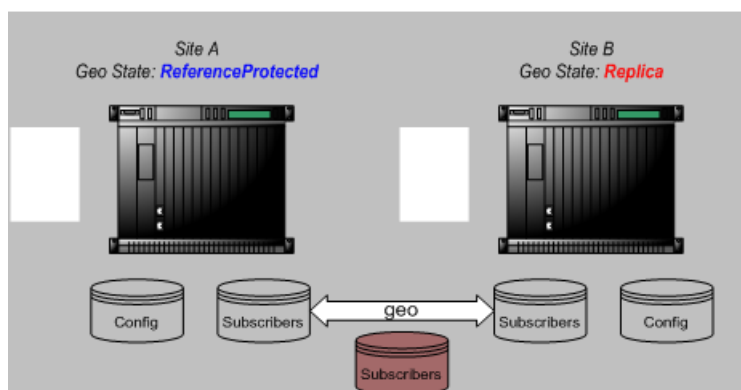 Site A
Geo State: ReferenceProtected
Site B
Geo State: Replica
Config
Subscribers
geo
Subscribers
Config
Subscribers